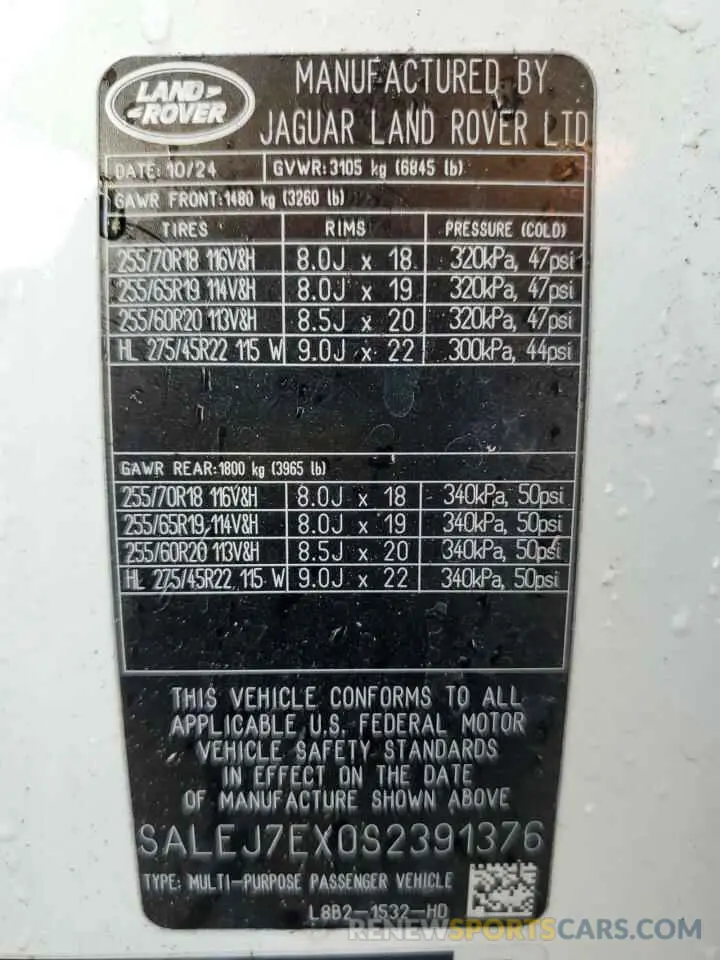 LAND ROVER
MANUFACTURED BY
JAGUAR LAND ROVER LTD
DATE: 10/24 GVWR: 3105 kg (6845 lb)
GAWR FRONT: 1480 kg (3260 lb)
TIRES RIMS PRESSURE (COLD)
255/70R18 116V&H 8.0J x 18 320kPa, 47psi
255/65R19 114V&H 8.0J x 19 320kPa, 47psi
255/60R20 113V&H 8.5J x 20 320kPa, 47psi
HL 275/45R22 115 W 9.0J x 22 300kPa, 44psi
GAWR REAR: 1800 kg (3965 lb)
255/70R18 116V&H 8.0J x 18 340kPa, 50psi
255/65R19 114V&H 8.0J x 19 340kPa, 50psi
255/60R20 113V&H 8.5J x 20 340kPa, 50psi
HL 275/45R22 115 W 9.0J x 22 340kPa, 50psi
THIS VEHICLE CONFORMS TO ALL
APPLICABLE U.S. FEDERAL MOTOR
VEHICLE SAFETY STANDARDS
IN EFFECT ON THE DATE
OF MANUFACTURE SHOWN ABOVE
SALEJ7EX0S2391376
TYPE: MULTI-PURPOSE PASSENGER VEHICLE
L8B2-1532-HD
RENEWSPORTSCARS.COM